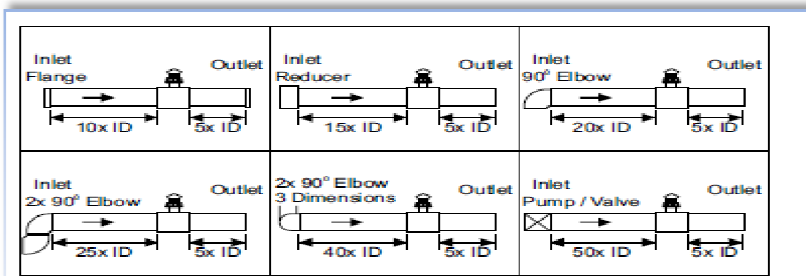 Inlet
Flange
Outlet
10x ID
5x ID
Inlet
Reducer
Outlet
15x ID
5x ID
Inlet
90° Elbow
Outlet
20x ID
5x ID
Inlet
2x 90° Elbow
Outlet
25x ID
5x ID
2x 90° Elbow
3 Dimensions
Outlet
40x ID
5x ID
Inlet
Pump / Valve
Outlet
50x ID
5x ID